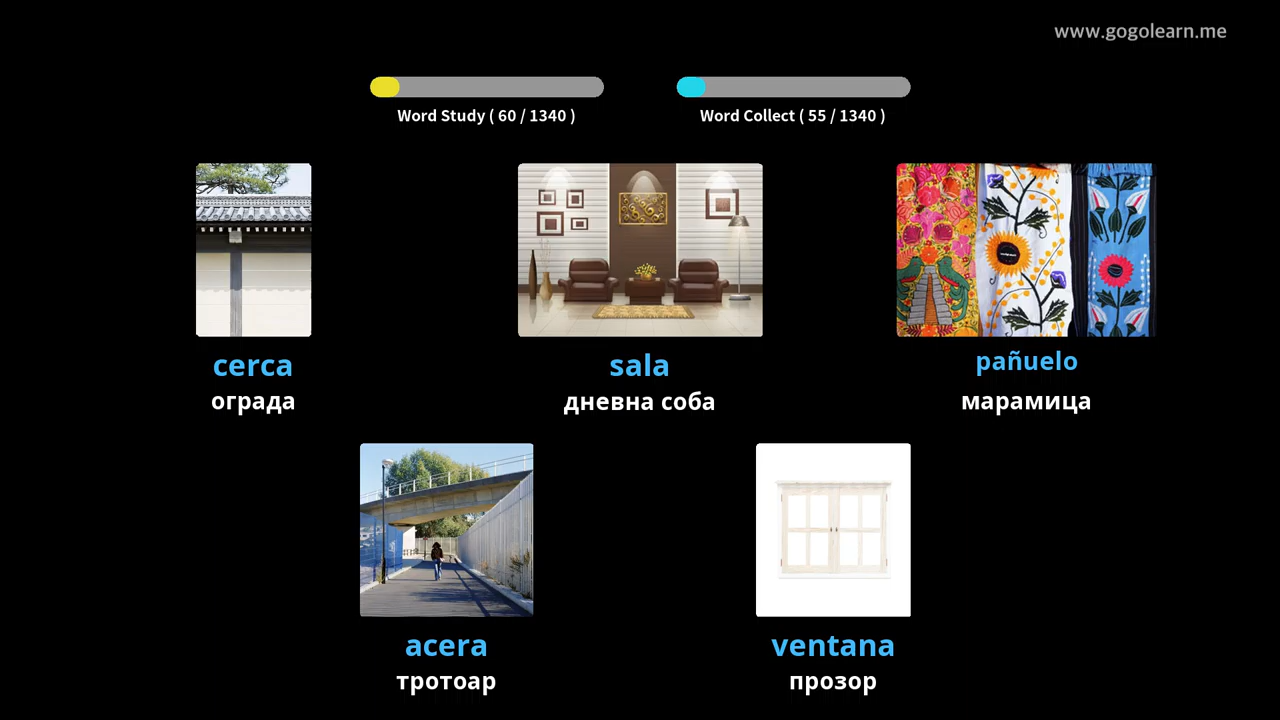 www.gogolearn.me
Word Study ( 60 / 1340 )
Word Collect ( 55 / 1340 )
cerca
ограда
sala
дневна соба
pañuelo
марамица
acera
тротоар
ventana
прозор